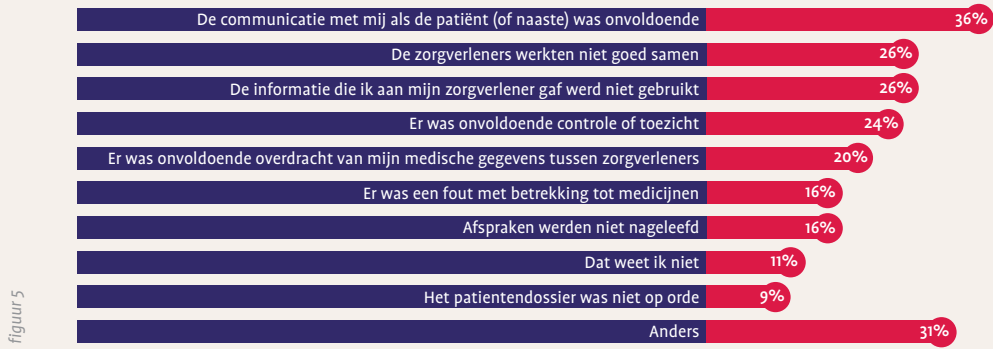 De communicatie met mij als de patiënt (of naaste) was onvoldoende 36%
De zorgverleners werkten niet goed samen 26%
De informatie die ik aan mijn zorgverlener gaf werd niet gebruikt 26%
Er was onvoldoende controle of toezicht 24%
Er was onvoldoende overdracht van mijn medische gegevens tussen zorgverleners 20%
Er was een fout met betrekking tot medicijnen 16%
Afspraken werden niet nageleefd 16%
Dat weet ik niet 11%
Het patientendossier was niet op orde 9%
Anders 31%
figuur 5